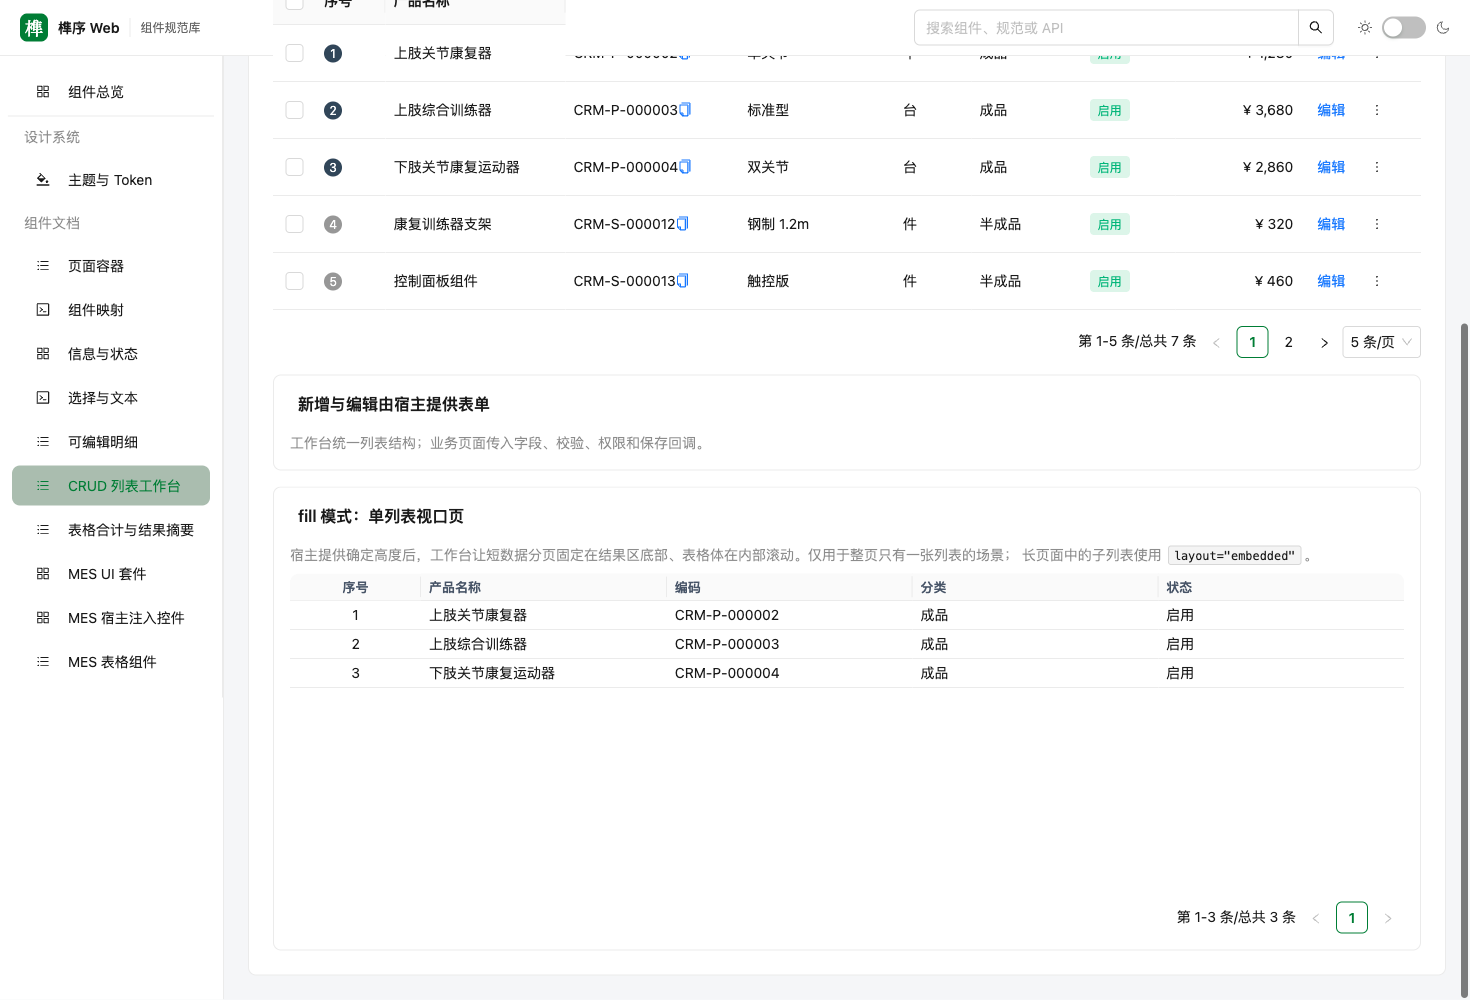 榫 榫序 Web 组件规范库
序号 产品名称
搜索组件、规范或 API
1 上肢关节康复器
2 上肢综合训练器 CRM-P-000003 标准型 台 成品 启用 ¥ 3,680 编辑
3 下肢关节康复运动器 CRM-P-000004 双关节 台 成品 启用 ¥ 2,860 编辑
4 康复训练器支架 CRM-S-000012 钢制 1.2m 件 半成品 启用 ¥ 320 编辑
5 控制面板组件 CRM-S-000013 触控版 件 半成品 启用 ¥ 460 编辑
第 1-5 条/总共 7 条 1 2 5 条/页
组件总览
设计系统
主题与 Token
组件文档
页面容器
组件映射
信息与状态
选择与文本
可编辑明细
CRUD 列表工作台
表格合计与结果摘要
MES UI 套件
MES 宿主注入控件
MES 表格组件
新增与编辑由宿主提供表单
工作台统一列表结构；业务页面传入字段、校验、权限和保存回调。
fill 模式：单列表视口页
宿主提供确定高度后，工作台让短数据分页固定在结果区底部、表格体在内部滚动。仅用于整页只有一张列表的场景； 长页面中的子列表使用 layout="embedded" 。
序号 产品名称 编码 分类 状态
1 上肢关节康复器 CRM-P-000002 成品 启用
2 上肢综合训练器 CRM-P-000003 成品 启用
3 下肢关节康复运动器 CRM-P-000004 成品 启用
第 1-3 条/总共 3 条 1